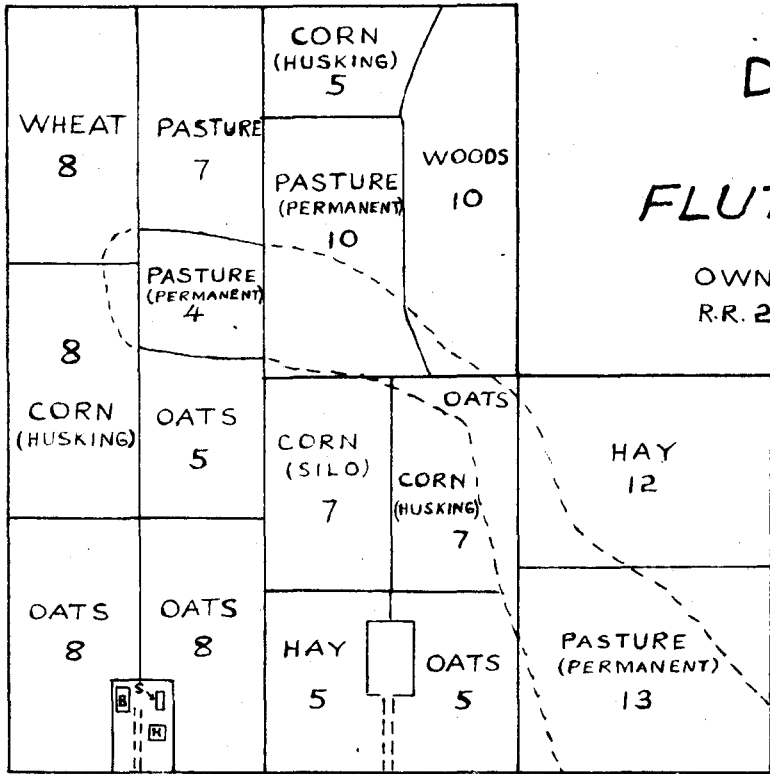 CORN
(HUSKING)
5
WHEAT
8
PASTURE
7
PASTURE
(PERMANENT)
10
WOODS
10
D
FLUT
OWN
R.R. 2
PASTURE
(PERMANENT)
4
8
CORN
(HUSKING)
OATS
5
CORN
(SILO)
7
OATS
CORN
(HUSKING)
7
HAY
12
OATS
8
OATS
8
HAY
5
OATS
5
PASTURE
(PERMANENT)
13
S
B
H